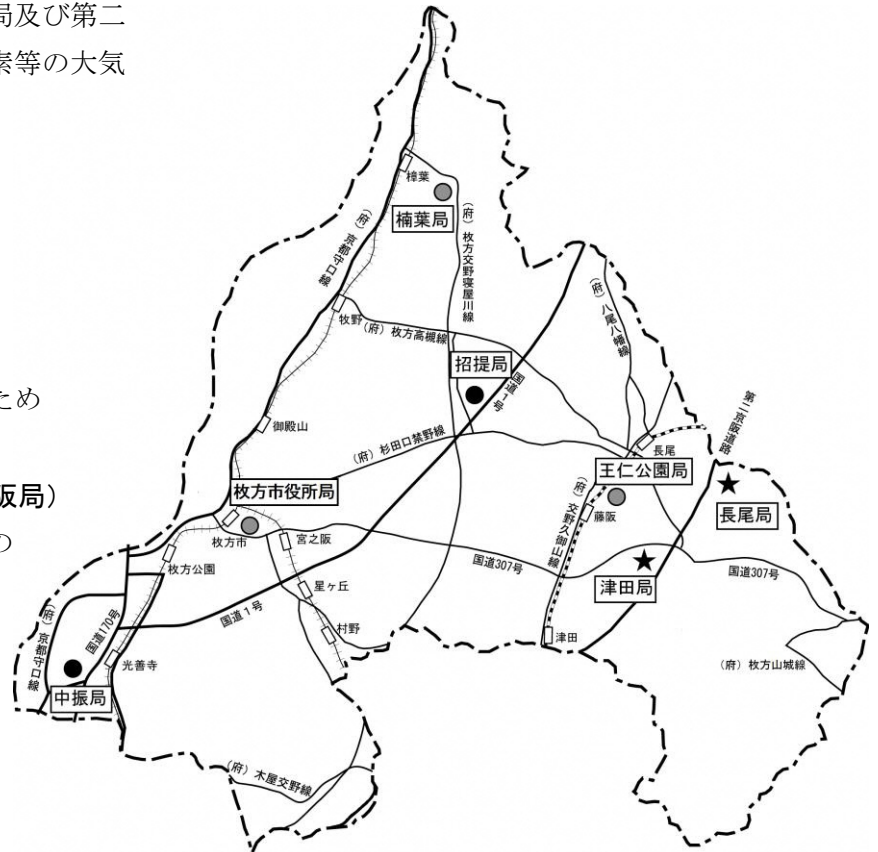 局及び第二
素等の大気
ため
阪局）
の
樟葉
楠葉局
（府）京都守口線
（府）枚方交野寝屋川線
（府）八尾八幡線
牧野
（府）枚方高槻線
招提局
国道1号
第二京阪道路
御殿山
（府）杉田口禁野線
長尾
王仁公園局
枚方市役所局
（府）交野久御山線
長尾局
藤阪
枚方市
宮之阪
枚方公園
国道307号
津田局
国道307号
星ヶ丘
国道1号
（府）京都守口線
国道170号
村野
津田
光善寺
（府）枚方山城線
中振局
（府）木屋交野線